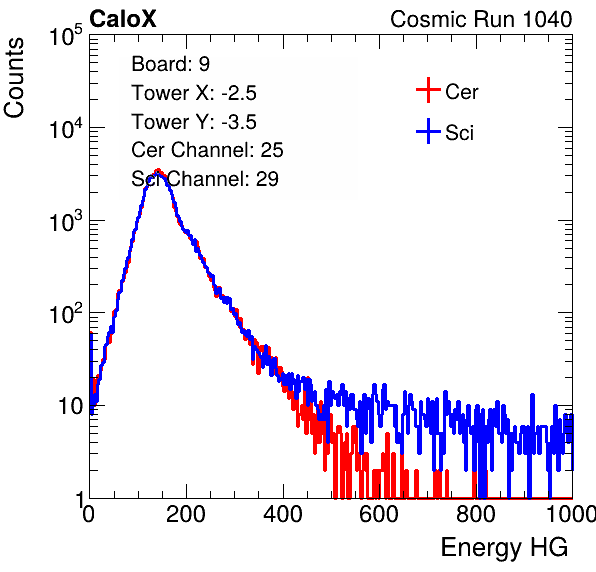 CaloX Cosmic Run 1040
Counts
10^5
10^4
10^3
10^2
10
1
Board: 9
Tower X: -2.5
Tower Y: -3.5
Cer Channel: 25
Sci Channel: 29
Cer
Sci
0 200 400 600 800 1000
Energy HG